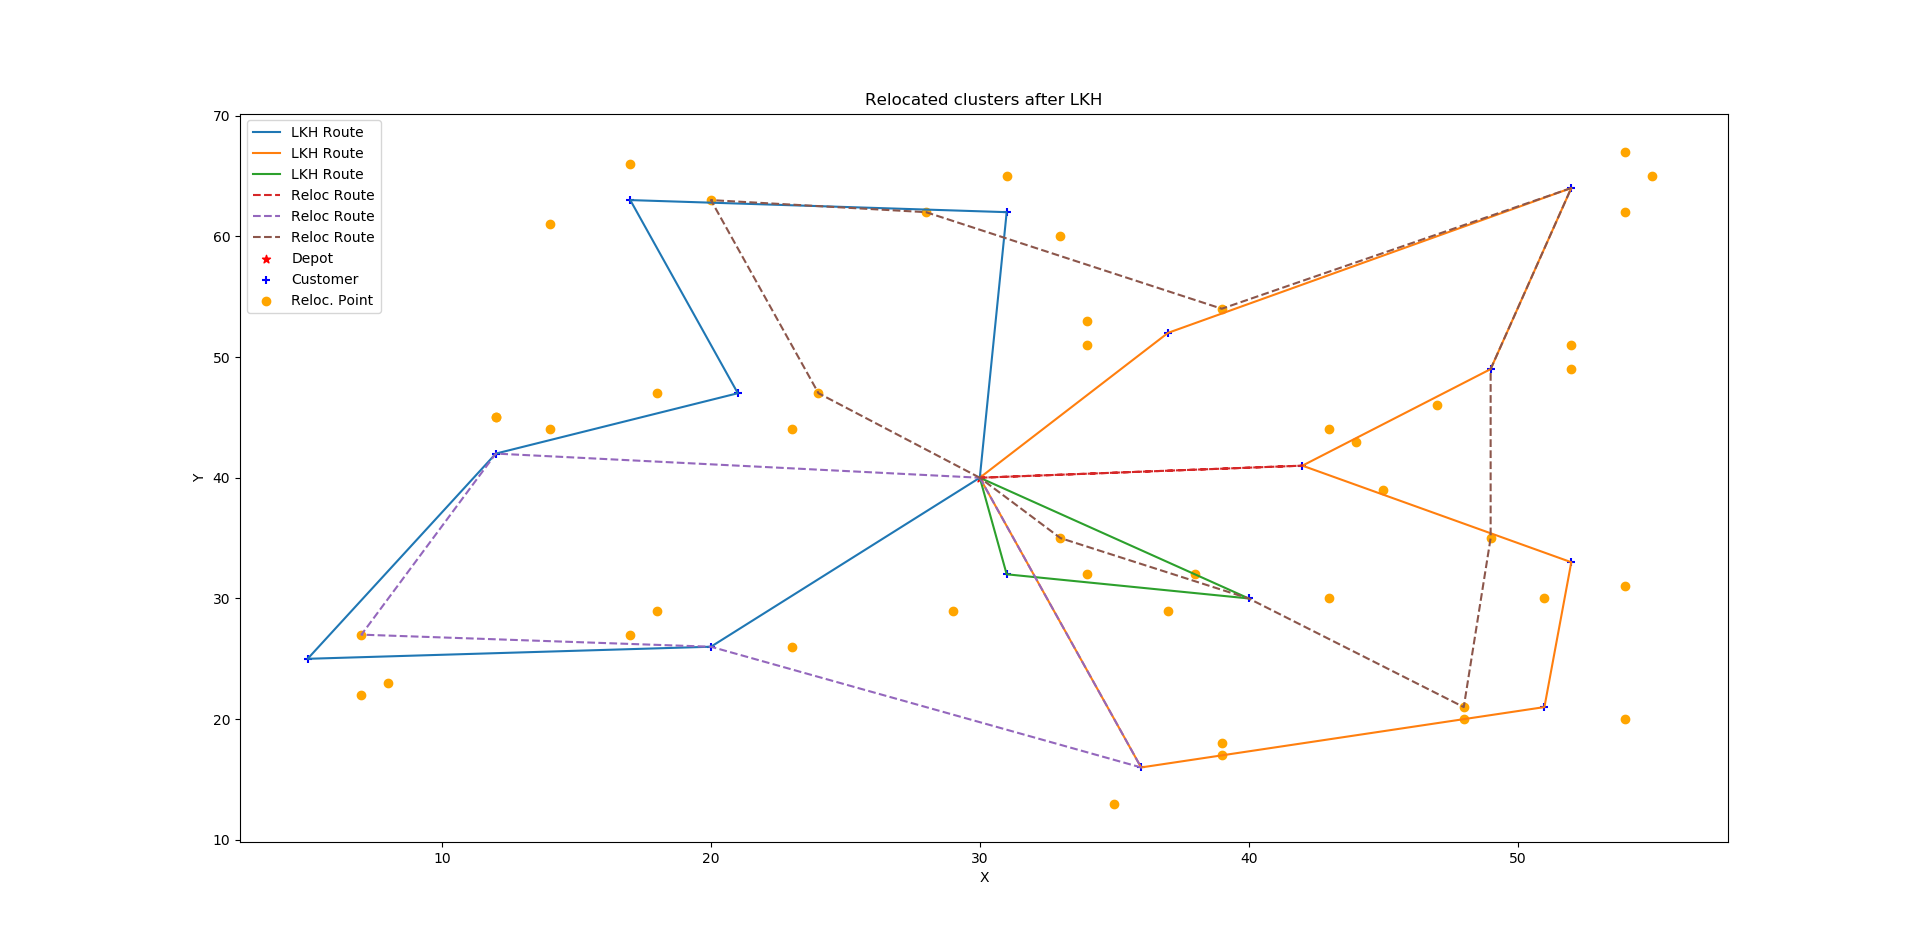 Relocated clusters after LKH
70
60
50
40
30
20
10
Y
LKH Route
LKH Route
LKH Route
Reloc Route
Reloc Route
Reloc Route
Depot
Customer
Reloc. Point
10 20 30 40 50
X